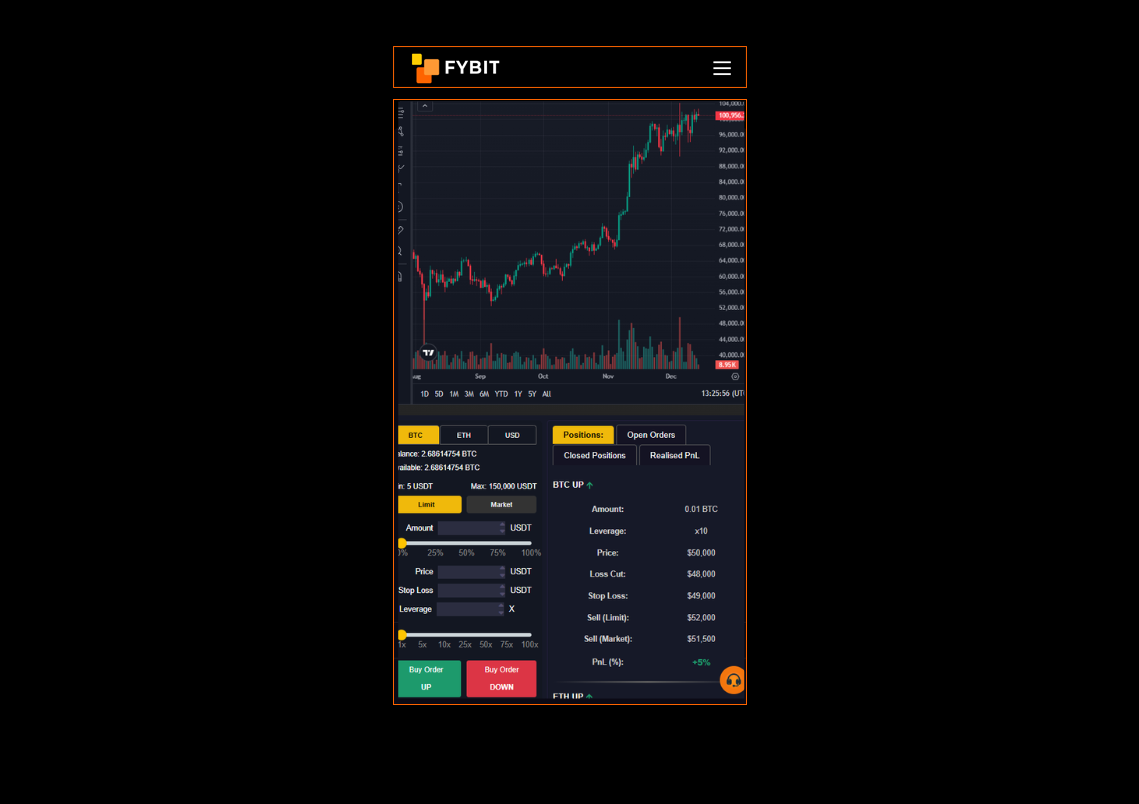 FYBIT
104,000.0
100,956.
96,000.0
92,000.0
88,000.0
84,000.0
80,000.0
76,000.0
72,000.0
68,000.0
64,000.0
60,000.0
56,000.0
52,000.0
48,000.0
44,000.0
40,000.0
8.95K
ug Sep Oct Nov Dec
1D 5D 1M 3M 6M YTD 1Y 5Y All 13:25:56 (UT
BTC ETH USD
alance: 2.68614754 BTC
vailable: 2.68614754 BTC
in: 5 USDT Max: 150,000 USDT
Limit Market
Amount USDT
0% 25% 50% 75% 100%
Price USDT
Stop Loss USDT
Leverage X
1x 5x 10x 25x 50x 75x 100x
Buy Order UP
Buy Order DOWN
Positions: Open Orders
Closed Positions Realised PnL
BTC UP
Amount: 0.01 BTC
Leverage: x10
Price: $50,000
Loss Cut: $48,000
Stop Loss: $49,000
Sell (Limit): $52,000
Sell (Market): $51,500
PnL (%): +5%
ETH UP